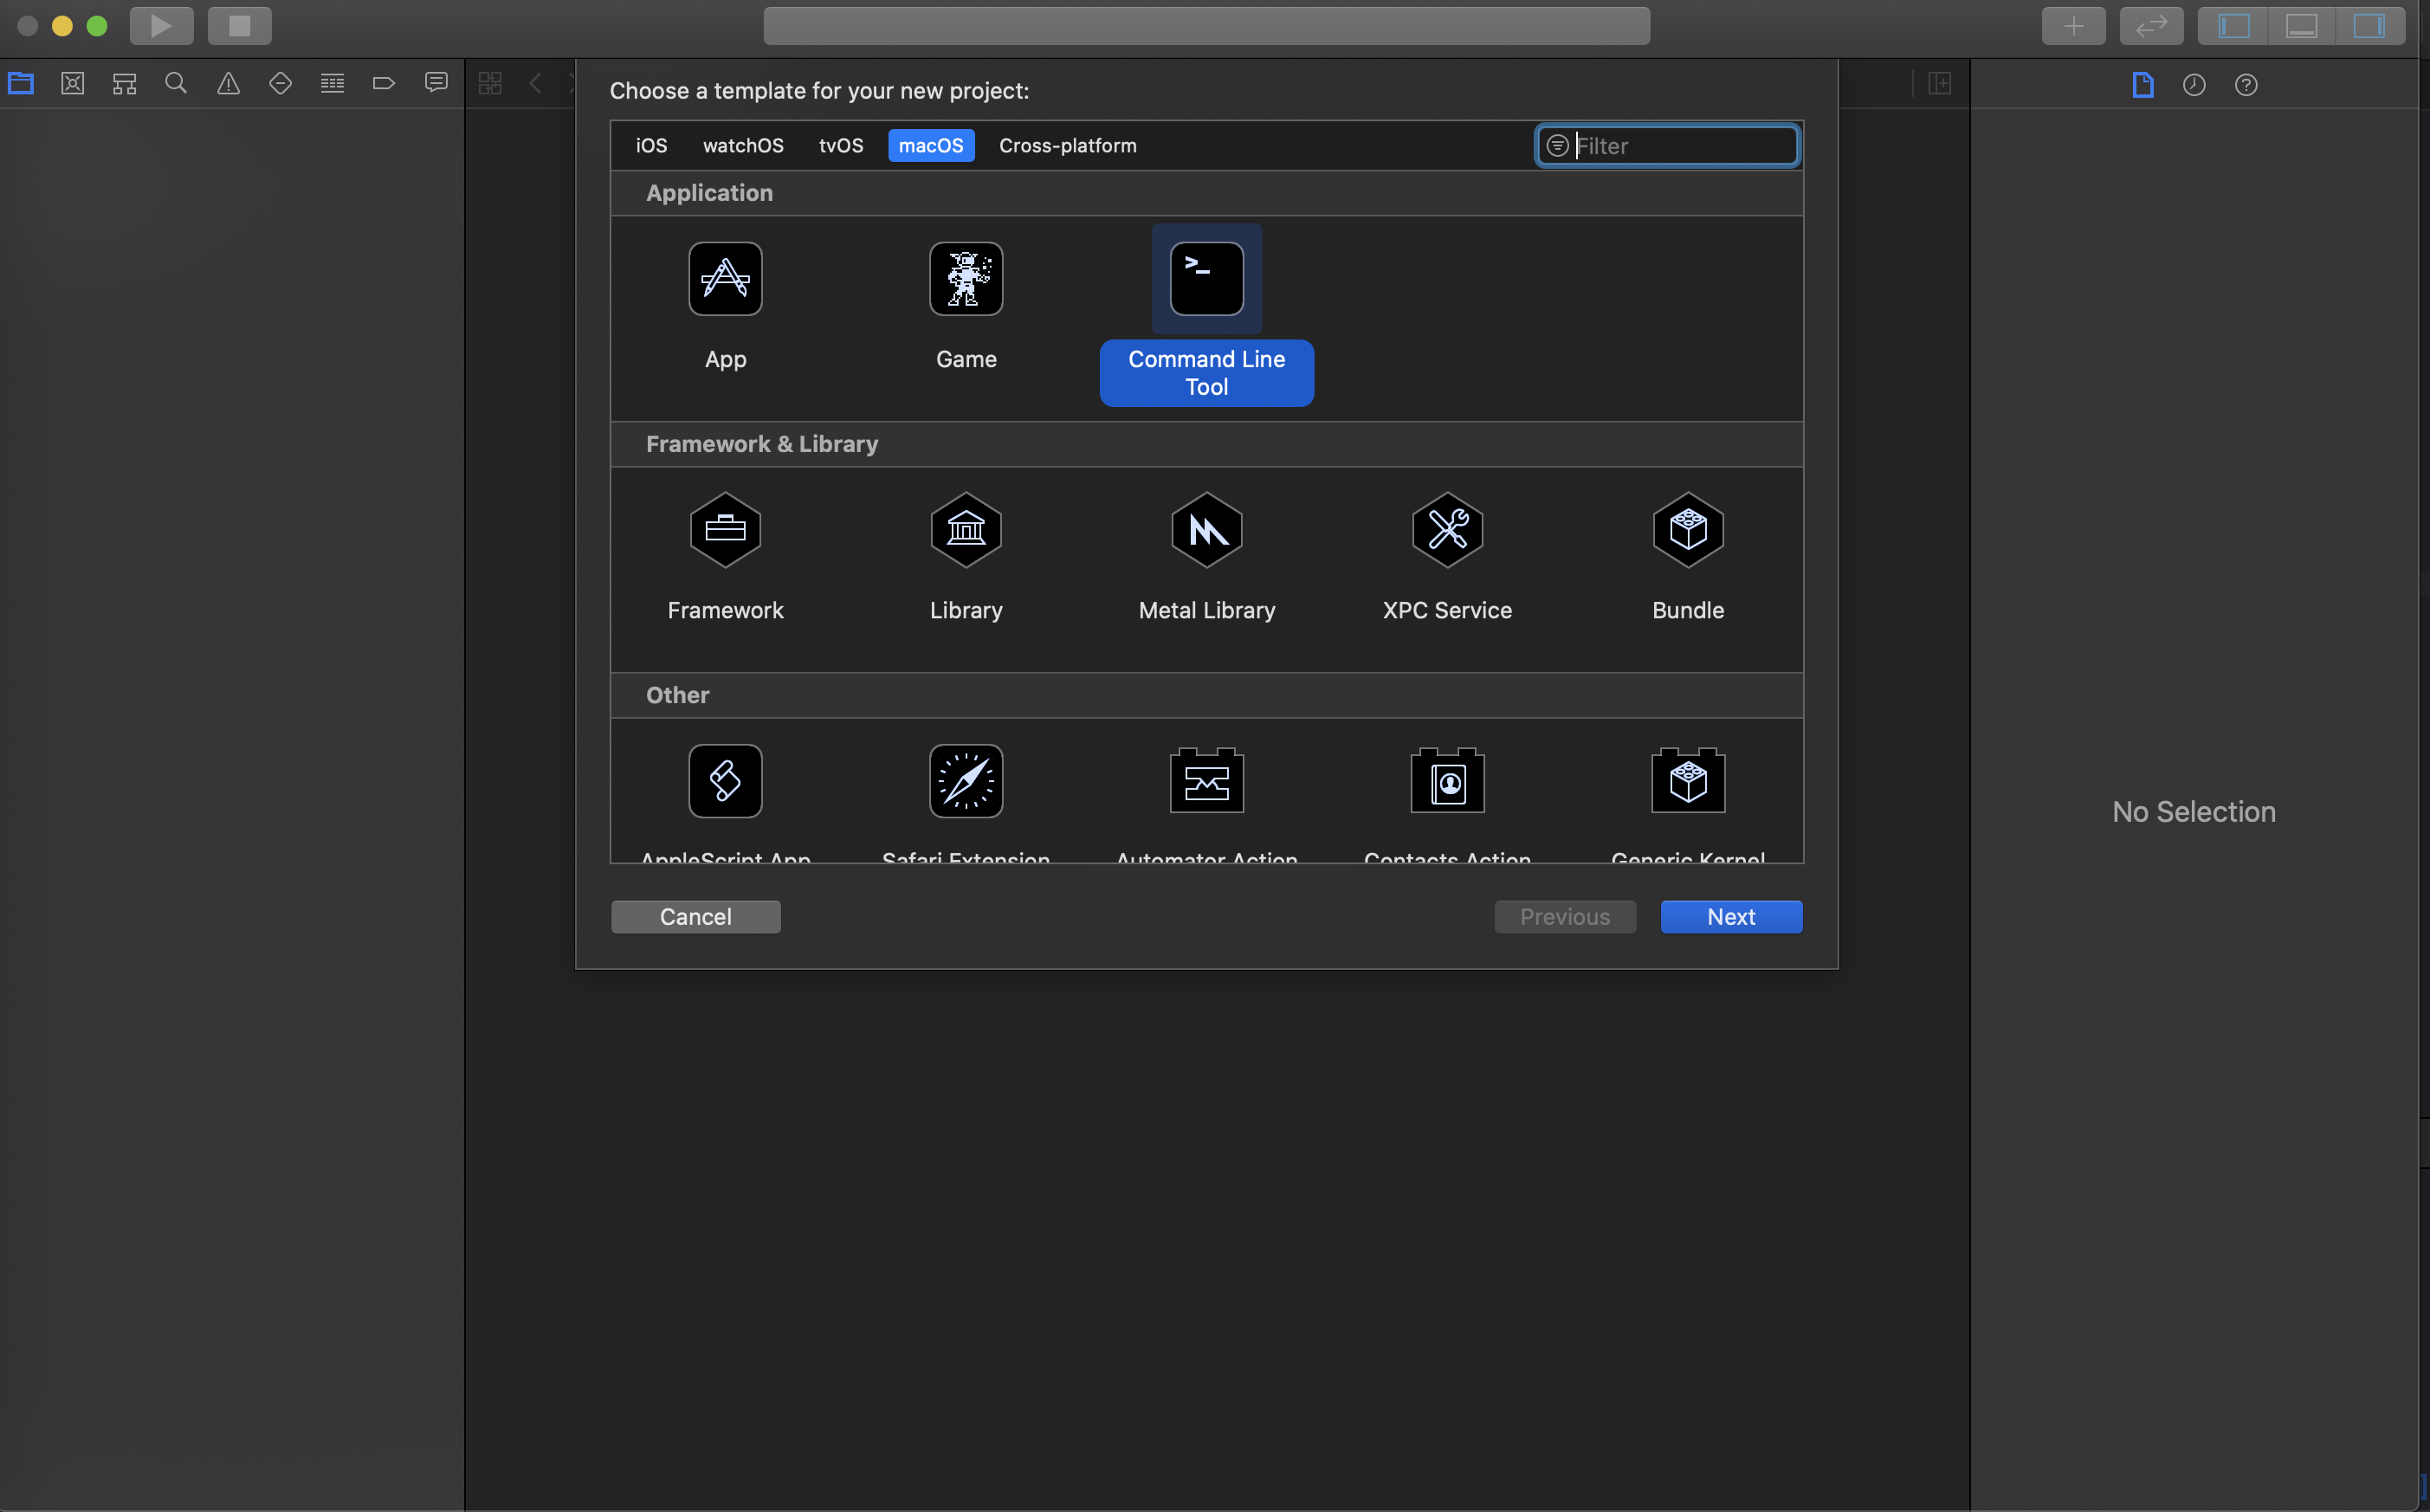 Choose a template for your new project:
iOS watchOS tvOS macOS Cross-platform Filter
Application
App Game Command Line
Tool
Framework & Library
Framework Library Metal Library XPC Service Bundle
Other
AppleScript App Safari Extension Automator Action Contacts Action Generic Kernel
Cancel Previous Next
No Selection